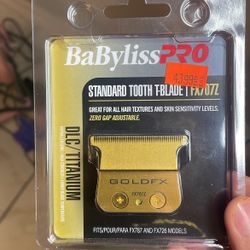 BaBylissPRO
STANDARD TOOTH T-BLADE | FX707Z
GREAT FOR ALL HAIR TEXTURES AND SKIN SENSITIVITY LEVELS.
ZERO GAP ADJUSTABLE.
DLC/TITANIUM
GOLDFX
FX707Z
FITS/POUR/PARA FX787 AND FX726 MODELS